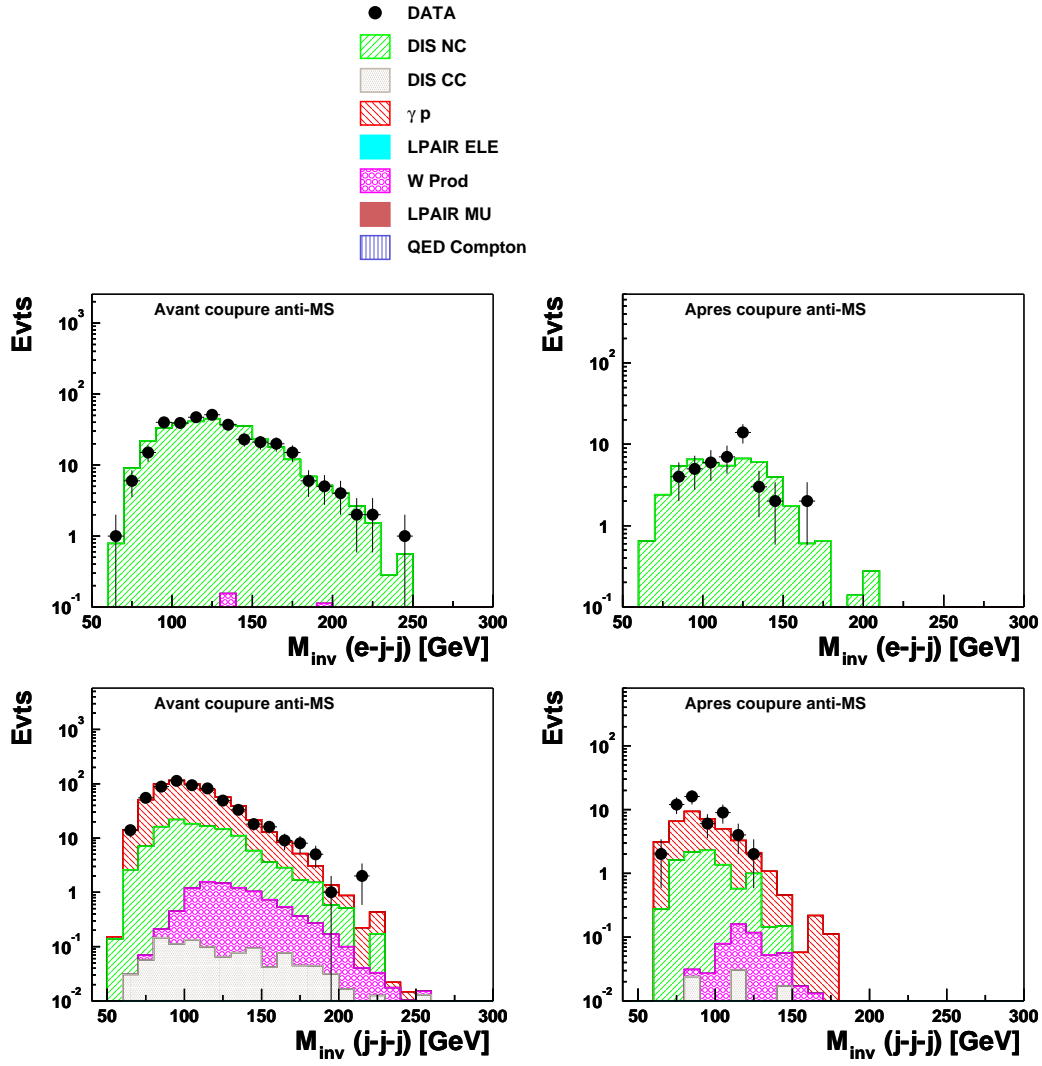 DATA
DIS NC
DIS CC
γ p
LPAIR ELE
W Prod
LPAIR MU
QED Compton
Evts
Avant coupure anti-MS
10³
10²
10
1
10⁻¹
50 100 150 200 250 300
M_inv (e-j-j) [GeV]
Evts
Apres coupure anti-MS
10²
10
1
10⁻¹
50 100 150 200 250 300
M_inv (e-j-j) [GeV]
Evts
Avant coupure anti-MS
10³
10²
10
1
10⁻¹
10⁻²
50 100 150 200 250 300
M_inv (j-j-j) [GeV]
Evts
Apres coupure anti-MS
10²
10
1
10⁻¹
10⁻²
50 100 150 200 250 300
M_inv (j-j-j) [GeV]